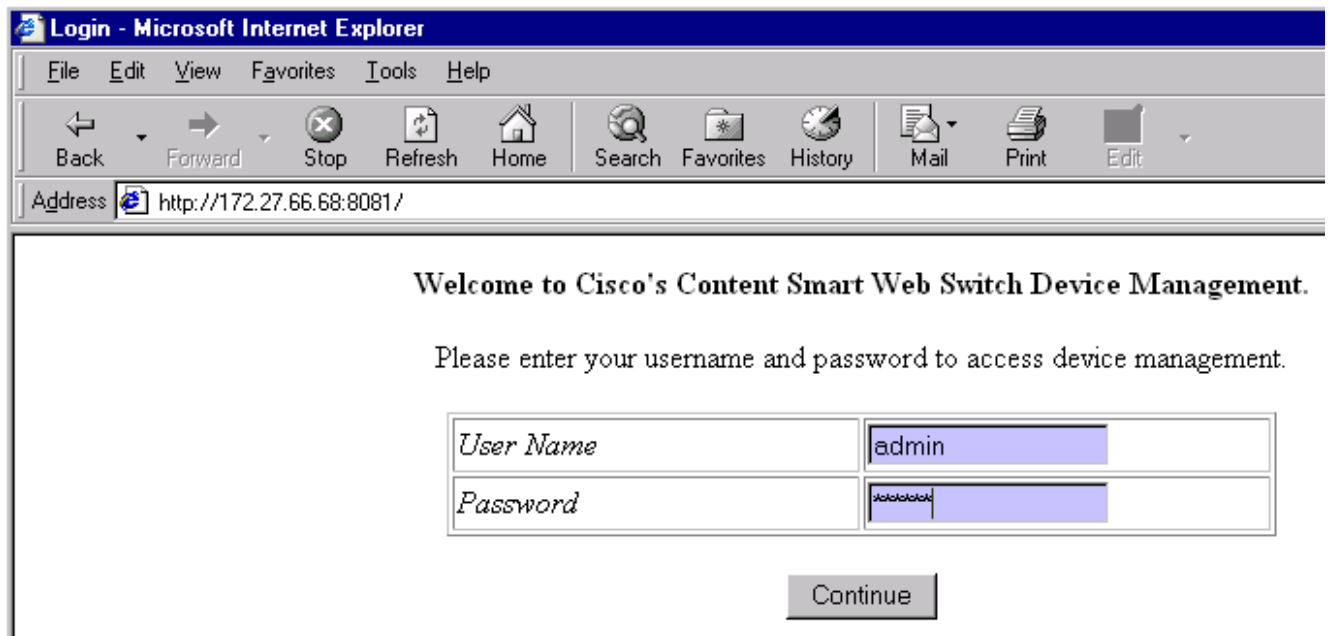 Login - Microsoft Internet Explorer
File Edit View Favorites Tools Help
Back Forward Stop Refresh Home Search Favorites History Mail Print Edit
Address http://172.27.66.68:8081/
Welcome to Cisco's Content Smart Web Switch Device Management.
Please enter your username and password to access device management.
User Name admin
Password ******
Continue